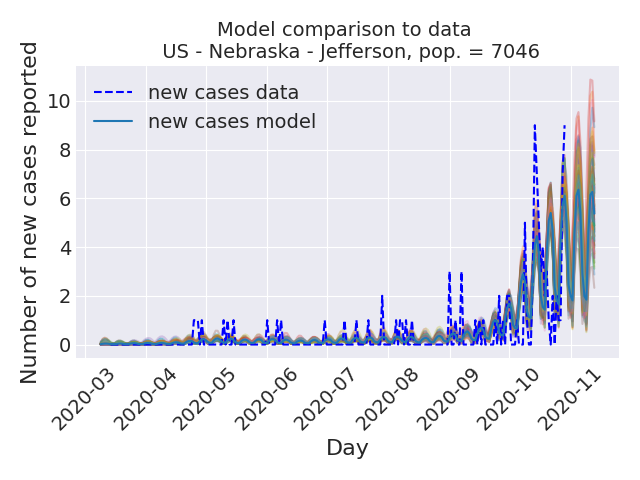 Model comparison to data
US - Nebraska - Jefferson, pop. = 7046
Number of new cases reported
10
8
6
4
2
0
new cases data
new cases model
2020-03
2020-04
2020-05
2020-06
2020-07
2020-08
2020-09
2020-10
2020-11
Day